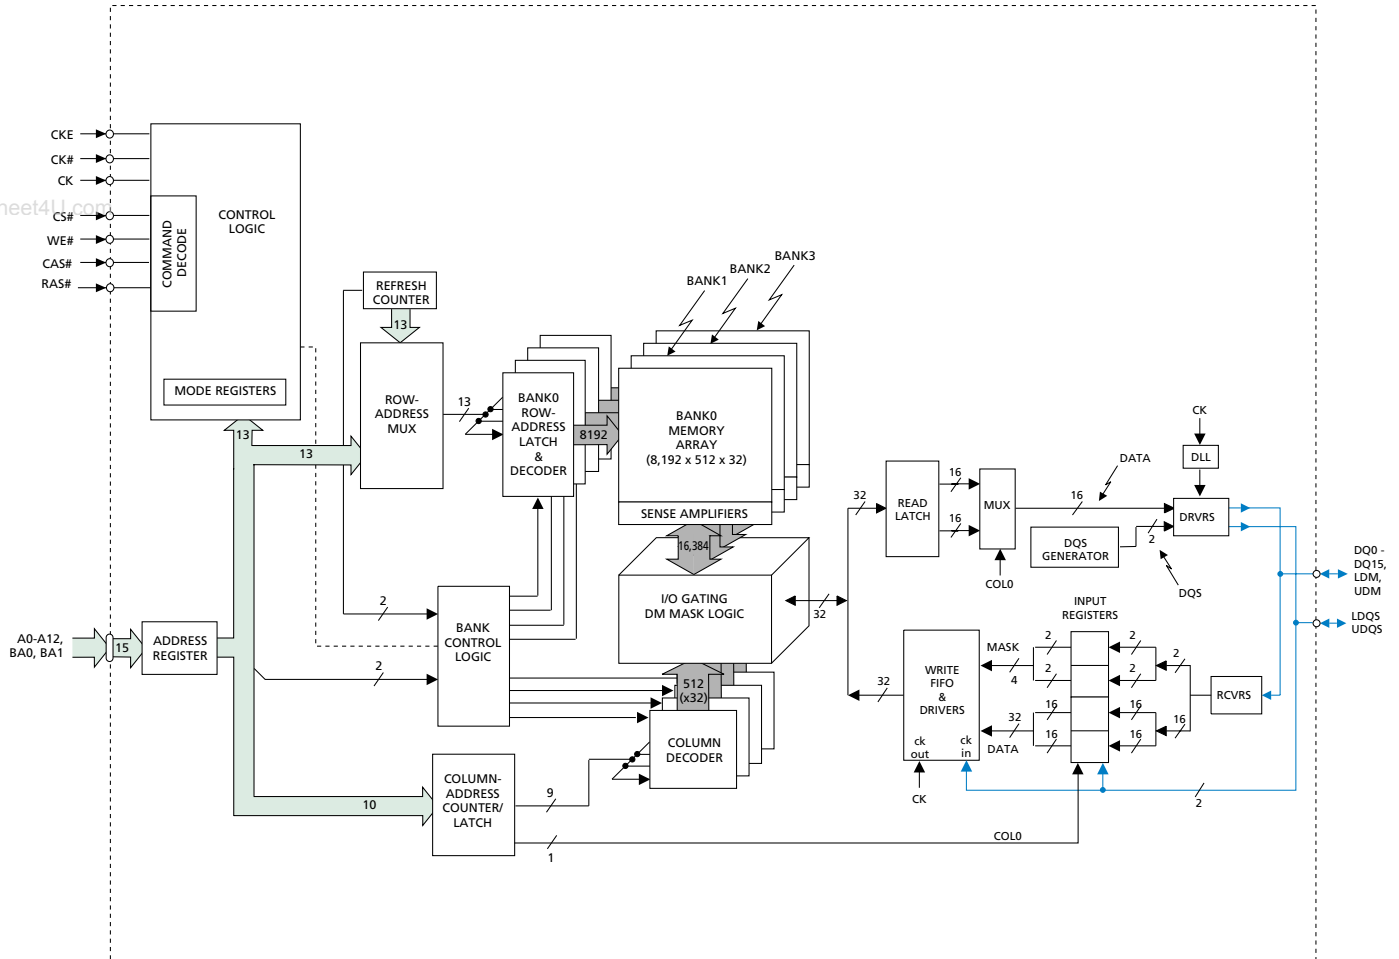 CKE
CK#
CK
neet4U.com
CS#
WE#
CAS#
RAS#
COMMAND
DECODE
CONTROL
LOGIC
MODE REGISTERS
REFRESH
COUNTER
13
ROW-
ADDRESS
MUX
13
13
13
BANK0
ROW-
ADDRESS
LATCH
&
DECODER
8192
BANK1
BANK2
BANK3
BANK0
MEMORY
ARRAY
(8,192 x 512 x 32)
SENSE AMPLIFIERS
16,384
I/O GATING
DM MASK LOGIC
32
32
READ
LATCH
16
16
MUX
COL0
16
DATA
DQS
GENERATOR
2
DQS
CK
DLL
DRVRS
DQ0 -
DQ15,
LDM,
UDM
LDQS
UDQS
A0-A12,
BA0, BA1
15
ADDRESS
REGISTER
2
2
BANK
CONTROL
LOGIC
512
(x32)
COLUMN
DECODER
10
COLUMN-
ADDRESS
COUNTER/
LATCH
9
1
COL0
32
WRITE
FIFO
&
DRIVERS
ck
out
ck
in
CK
MASK
4
32
DATA
INPUT
REGISTERS
2
2
16
16
2
2
16
16
2
16
RCVRS
2